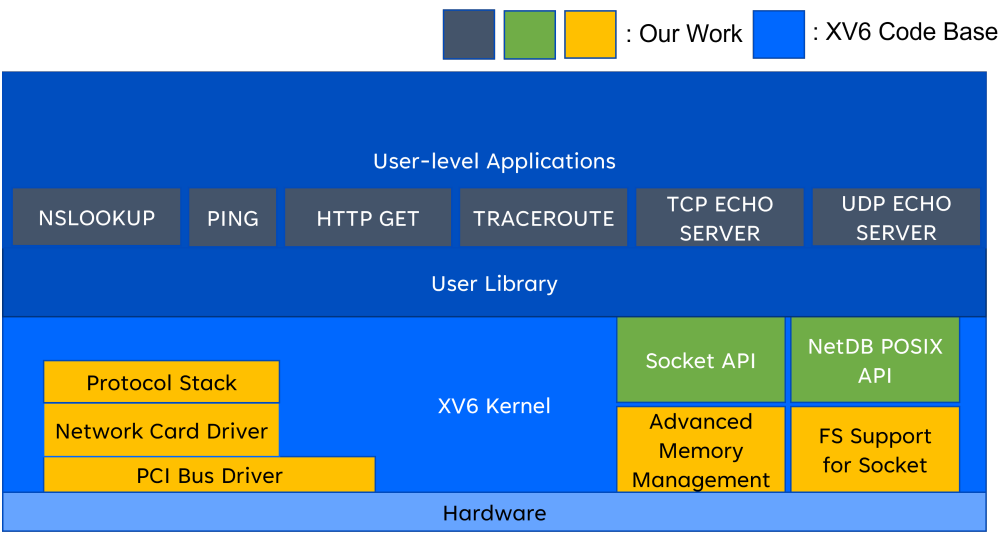 : Our Work
: XV6 Code Base
User-level Applications
NSLOOKUP
PING
HTTP GET
TRACEROUTE
TCP ECHO
SERVER
UDP ECHO
SERVER
User Library
Socket API
NetDB POSIX
API
Protocol Stack
Network Card Driver
PCI Bus Driver
XV6 Kernel
Advanced
Memory
Management
FS Support
for Socket
Hardware